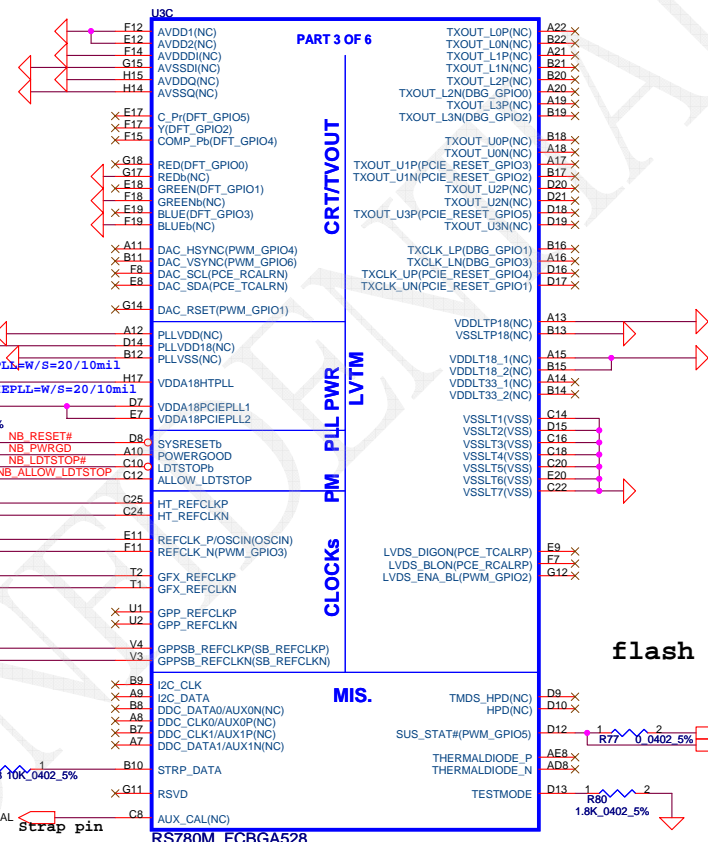 U3C
PART 3 OF 6
F12 AVDD1(NC)
E12 AVDD2(NC)
F14 AVDDDI(NC)
G15 AVSSDI(NC)
H15 AVDDQ(NC)
H14 AVSSQ(NC)
E17 C_Pr(DFT_GPIO5)
F17 Y(DFT_GPIO2)
F15 COMP_Pb(DFT_GPIO4)
G18 RED(DFT_GPIO0)
G17 REDb(NC)
E18 GREEN(DFT_GPIO1)
F18 GREENb(NC)
E19 BLUE(DFT_GPIO3)
F19 BLUEb(NC)
A11 DAC_HSYNC(PWM_GPIO4)
B11 DAC_VSYNC(PWM_GPIO6)
F8 DAC_SCL(PCE_RCALRN)
E8 DAC_SDA(PCE_TCALRN)
G14 DAC_RSET(PWM_GPIO1)
CRT/TVOUT
A12 PLLVDD(NC)
D14 PLLVDD18(NC)
B12 PLLVSS(NC)
PLL=W/S=20/10mil
H17 VDDA18HTPLL
IEPLL=W/S=20/10mil
D7 VDDA18PCIEPLL1
E7 VDDA18PCIEPLL2
PLL PWR
LVTM
%
NB_RESET# D8 SYSRESETb
NB_PWRGD A10 POWERGOOD
NB_LDTSTOP# C10 LDTSTOPb
NB_ALLOW_LDTSTOP C12 ALLOW_LDTSTOP
PM
C25 HT_REFCLKP
C24 HT_REFCLKN
E11 REFCLK_P/OSCIN(OSCIN)
F11 REFCLK_N(PWM_GPIO3)
T2 GFX_REFCLKP
T1 GFX_REFCLKN
U1 GPP_REFCLKP
U2 GPP_REFCLKN
V4 GPPSB_REFCLKP(SB_REFCLKP)
V3 GPPSB_REFCLKN(SB_REFCLKN)
CLOCKs
B9 I2C_CLK
A9 I2C_DATA
B8 DDC_DATA0/AUX0N(NC)
A8 DDC_CLK0/AUX0P(NC)
B7 DDC_CLK1/AUX1P(NC)
A7 DDC_DATA1/AUX1N(NC)
MIS.
10K_0402_5% 1 B10 STRP_DATA
G11 RSVD
AL C8 AUX_CAL(NC)
Strap pin
TXOUT_L0P(NC) A22
TXOUT_L0N(NC) B22
TXOUT_L1P(NC) A21
TXOUT_L1N(NC) B21
TXOUT_L2P(NC) B20
TXOUT_L2N(DBG_GPIO0) A20
TXOUT_L3P(NC) A19
TXOUT_L3N(DBG_GPIO2) B19
TXOUT_U0P(NC) B18
TXOUT_U0N(NC) A18
TXOUT_U1P(PCIE_RESET_GPIO3) A17
TXOUT_U1N(PCIE_RESET_GPIO2) B17
TXOUT_U2P(NC) D20
TXOUT_U2N(NC) D21
TXOUT_U3P(PCIE_RESET_GPIO5) D18
TXOUT_U3N(NC) D19
TXCLK_LP(DBG_GPIO1) B16
TXCLK_LN(DBG_GPIO3) A16
TXCLK_UP(PCIE_RESET_GPIO4) D16
TXCLK_UN(PCIE_RESET_GPIO1) D17
VDDLTP18(NC) A13
VSSLTP18(NC) B13
VDDLT18_1(NC) A15
VDDLT18_2(NC) B15
VDDLT33_1(NC) A14
VDDLT33_2(NC) B14
VSSLT1(VSS) C14
VSSLT2(VSS) D15
VSSLT3(VSS) C16
VSSLT4(VSS) C18
VSSLT5(VSS) C20
VSSLT6(VSS) E20
VSSLT7(VSS) C22
LVDS_DIGON(PCE_TCALRP) E9
LVDS_BLON(PCE_RCALRP) F7
LVDS_ENA_BL(PWM_GPIO2) G12
flash
TMDS_HPD(NC) D9
HPD(NC) D10
SUS_STAT#(PWM_GPIO5) D12 1 2
R77 0_0402_5%
THERMALDIODE_P AE8
THERMALDIODE_N AD8
TESTMODE D13 1 2
R80
1.8K_0402_5%
RS780M_FCBGA528